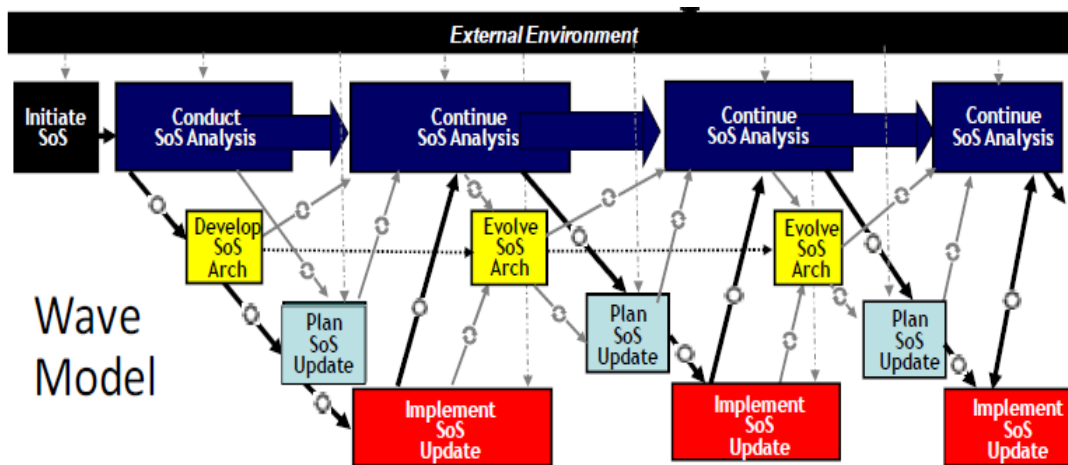 External Environment
Initiate
SoS
Conduct
SoS Analysis
Continue
SoS Analysis
Continue
SoS Analysis
Continue
SoS Analysis
Develop
SoS
Arch
Evolve
SoS
Arch
Evolve
SoS
Arch
Plan
SoS
Update
Plan
SoS
Update
Plan
SoS
Update
Implement
SoS
Update
Implement
SoS
Update
Implement
SoS
Update
Wave
Model